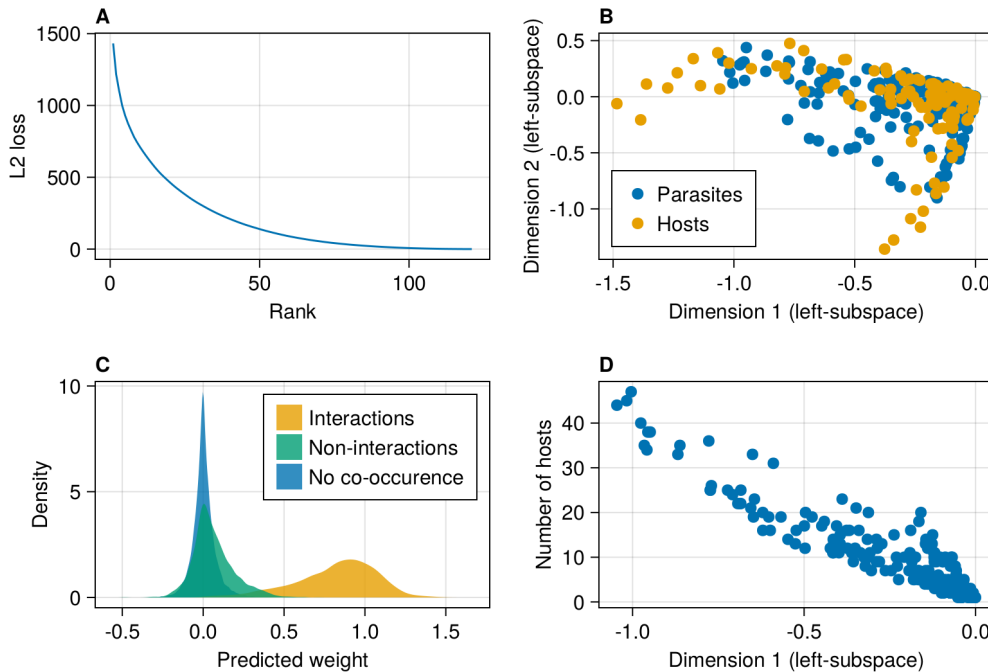 A
1500
1000
500
0
L2 loss
0 50 100
Rank
B
0.5
0.0
-0.5
-1.0
Dimension 2 (left-subspace)
Parasites
Hosts
-1.5 -1.0 -0.5 0.0
Dimension 1 (left-subspace)
C
10
5
0
Density
Interactions
Non-interactions
No co-occurence
-0.5 0.0 0.5 1.0 1.5
Predicted weight
D
40
30
20
10
0
Number of hosts
-1.0 -0.5 0.0
Dimension 1 (left-subspace)